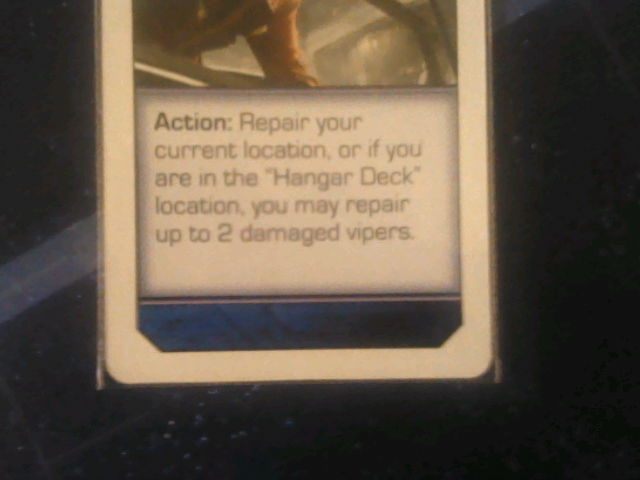 Action: Repair your
current location, or if you
are in the "Hangar Deck"
location, you may repair
up to 2 damaged vipers.